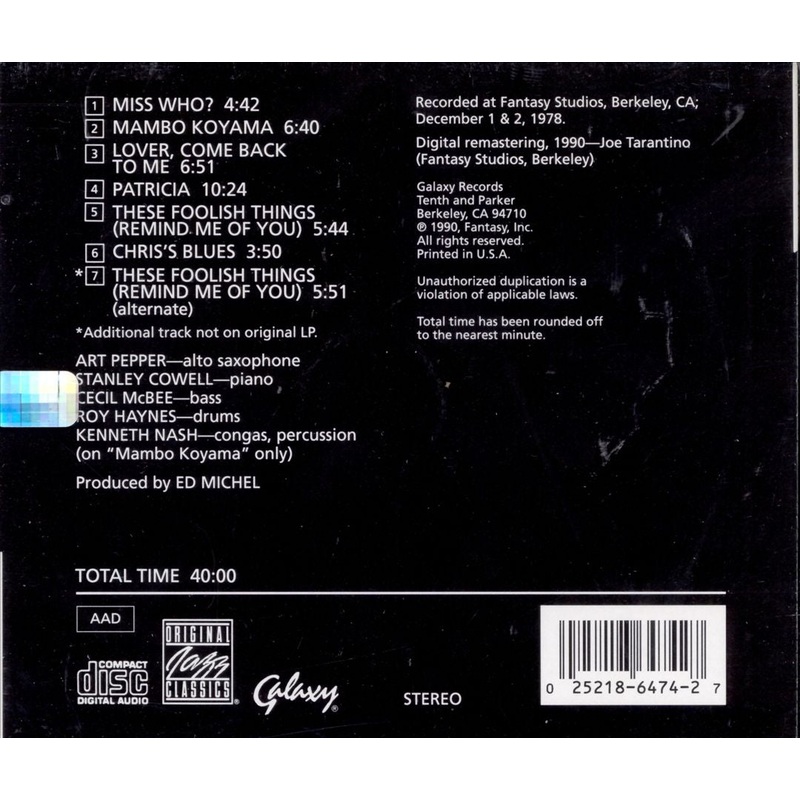 1 MISS WHO? 4:42
2 MAMBO KOYAMA 6:40
3 LOVER, COME BACK
TO ME 6:51
4 PATRICIA 10:24
5 THESE FOOLISH THINGS
(REMIND ME OF YOU) 5:44
6 CHRIS'S BLUES 3:50
*7 THESE FOOLISH THINGS
(REMIND ME OF YOU) 5:51
(alternate)
*Additional track not on original LP.
ART PEPPER—alto saxophone
STANLEY COWELL—piano
CECIL McBEE—bass
ROY HAYNES—drums
KENNETH NASH—congas, percussion
(on "Mambo Koyama" only)
Produced by ED MICHEL
Recorded at Fantasy Studios, Berkeley, CA;
December 1 & 2, 1978.
Digital remastering, 1990—Joe Tarantino
(Fantasy Studios, Berkeley)
Galaxy Records
Tenth and Parker
Berkeley, CA 94710
℗ 1990, Fantasy, Inc.
All rights reserved.
Printed in U.S.A.
Unauthorized duplication is a
violation of applicable laws.
Total time has been rounded off
to the nearest minute.
TOTAL TIME 40:00
AAD
COMPACT
disc
DIGITAL AUDIO
ORIGINAL
Jazz
CLASSICS®
Galaxy®
STEREO
0 25218-6474-2 7